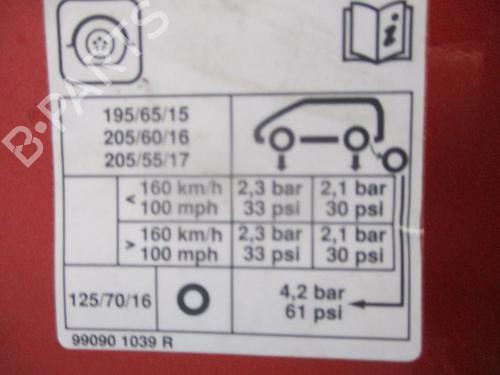 B-PARTS
195/65/15
205/60/16
205/55/17
< 160 km/h 2,3 bar 2,1 bar
100 mph 33 psi 30 psi
> 160 km/h 2,3 bar 2,1 bar
100 mph 33 psi 30 psi
125/70/16 4,2 bar
61 psi
99090 1039 R